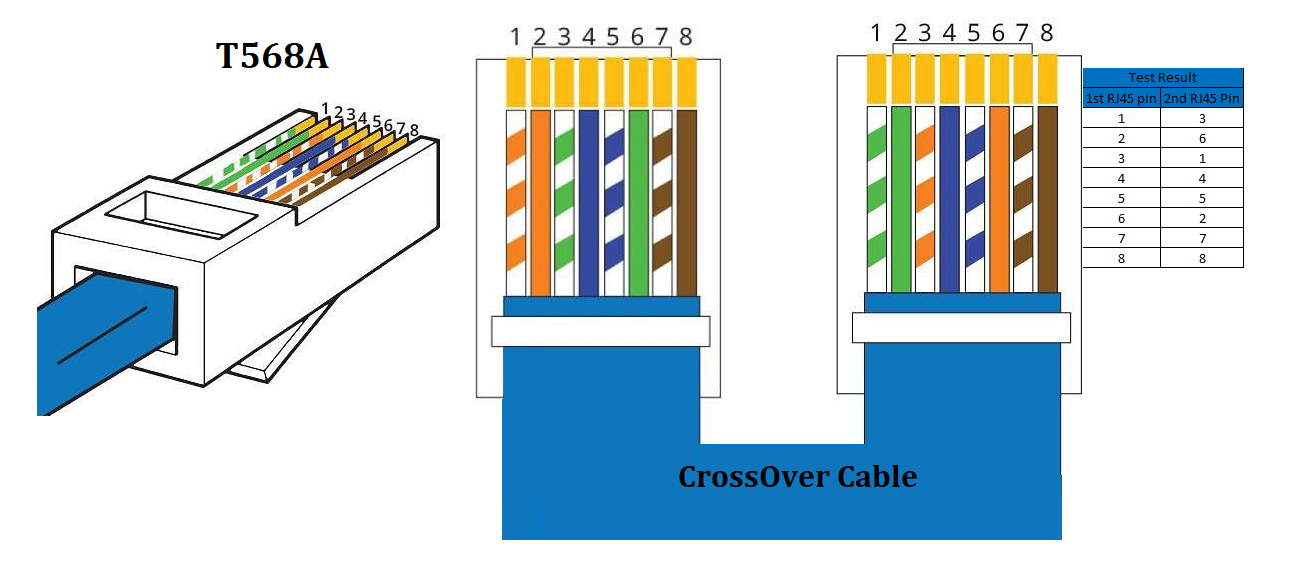 T568A
1 2 3 4 5 6 7 8
1 2 3 4 5 6 7 8
1 2 3 4 5 6 7 8
Test Result
1st RJ45 pin 2nd RJ45 Pin
1 3
2 6
3 1
4 4
5 5
6 2
7 7
8 8
CrossOver Cable